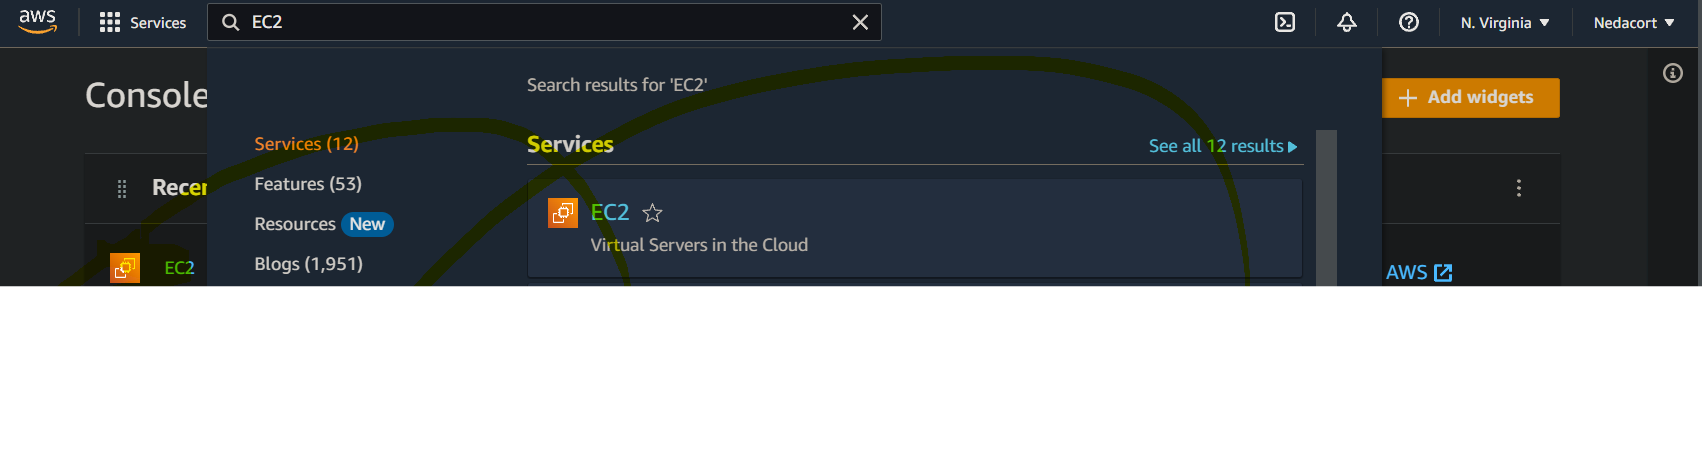 aws Services EC2 N. Virginia Nedacort
Console
Search results for 'EC2'
+ Add widgets
Services (12)
Services
See all 12 results
Features (53)
Recen
EC2
Resources New
Virtual Servers in the Cloud
Blogs (1,951)
EC2
AWS